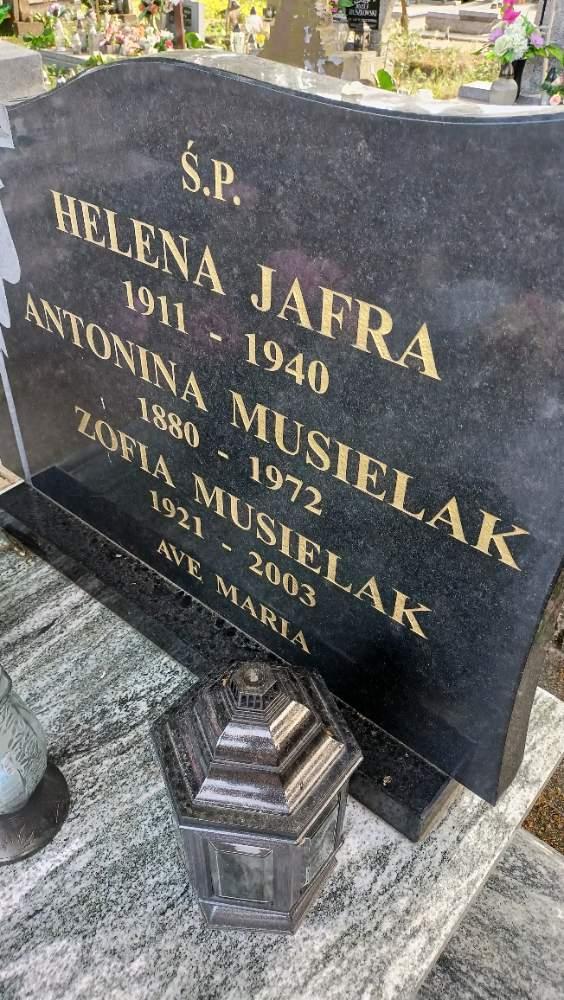 Ś.P.
HELENA JAFRA
1911 - 1940
ANTONINA MUSIELAK
1880 - 1972
ZOFIA MUSIELAK
1921 - 2003
AVE MARIA